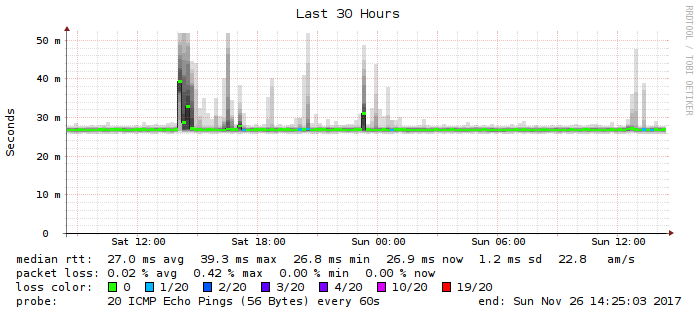 Last 30 Hours
RRDTOOL / TOBI OETIKER
Seconds
50 m
40 m
30 m
20 m
10 m
0
Sat 12:00 Sat 18:00 Sun 00:00 Sun 06:00 Sun 12:00
median rtt: 27.0 ms avg 39.3 ms max 26.8 ms min 26.9 ms now 1.2 ms sd 22.8 am/s
packet loss: 0.02 % avg 0.42 % max 0.00 % min 0.00 % now
loss color: 0 1/20 2/20 3/20 4/20 10/20 19/20
probe: 20 ICMP Echo Pings (56 Bytes) every 60s end: Sun Nov 26 14:25:03 2017